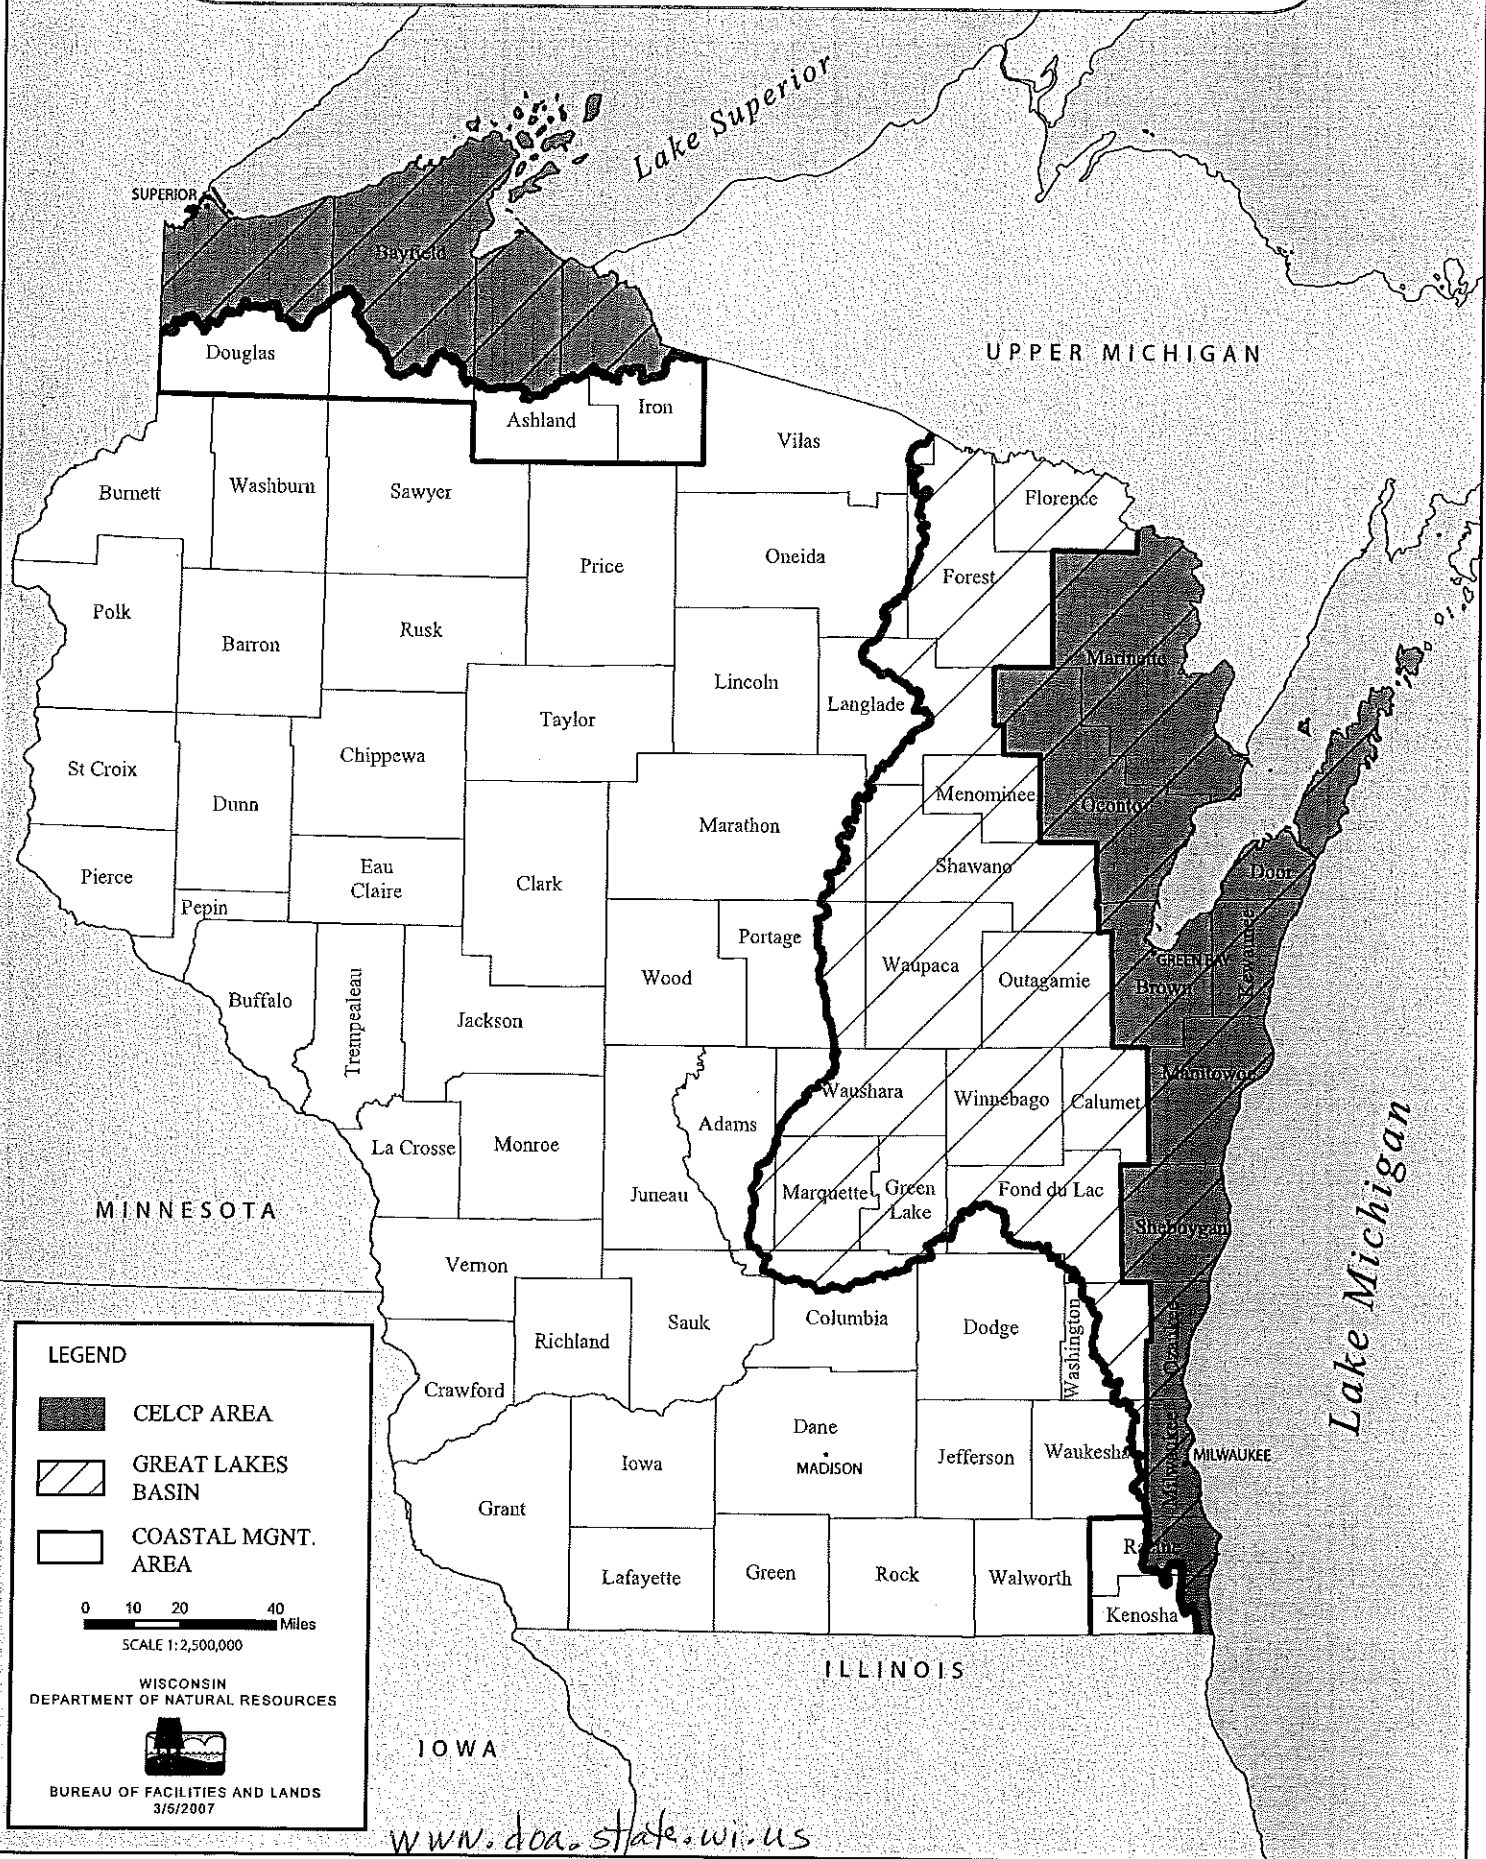 Lake Superior
SUPERIOR
Bayfield
UPPER MICHIGAN
Douglas
Ashland
Iron
Vilas
Burnett
Washburn
Sawyer
Florence
Price
Oneida
Forest
Polk
Barron
Rusk
Marinette
Lincoln
Langlade
Taylor
Chippewa
St Croix
Dunn
Menominee
Oconto
Marathon
Shawano
Pierce
Eau
Claire
Clark
Door
Pepin
Portage
Waupaca
Outagamie
GREEN BAY
Kewaunee
Brown
Wood
Buffalo
Trempealeau
Jackson
Manitowoc
Waushara
Winnebago
Calumet
Adams
La Crosse
Monroe
Juneau
Marquette
Green
Lake
Fond du Lac
Sheboygan
MINNESOTA
Lake Michigan
Vernon
Richland
Sauk
Columbia
Dodge
Washington
Ozaukee
Crawford
Dane
MADISON
Iowa
Jefferson
Waukesha
Milwaukee
MILWAUKEE
Grant
Racine
Lafayette
Green
Rock
Walworth
Kenosha
ILLINOIS
IOWA
LEGEND
CELCP AREA
GREAT LAKES
BASIN
COASTAL MGNT.
AREA
0 10 20 40
Miles
SCALE 1:2,500,000
WISCONSIN
DEPARTMENT OF NATURAL RESOURCES
BUREAU OF FACILITIES AND LANDS
3/5/2007
www.doa.state.wi.us